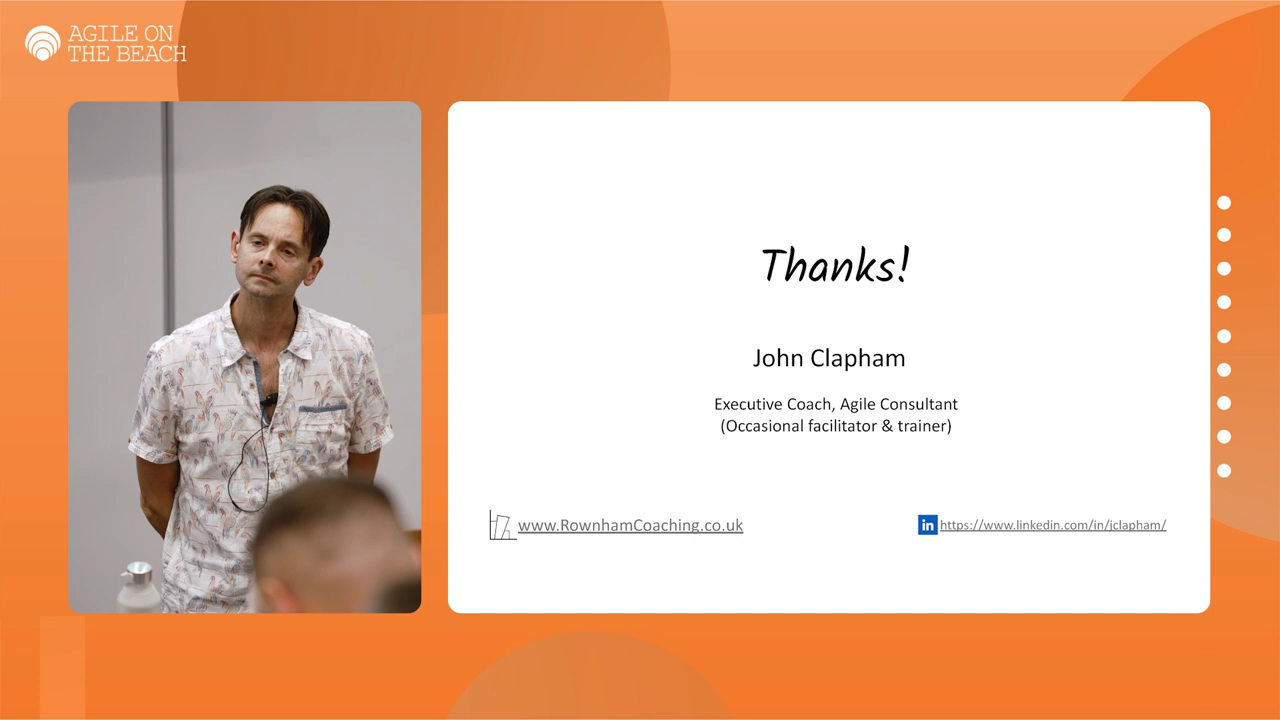 AGILE ON
THE BEACH
Thanks!
John Clapham
Executive Coach, Agile Consultant
(Occasional facilitator & trainer)
www.RownhamCoaching.co.uk
in https://www.linkedin.com/in/jclapham/